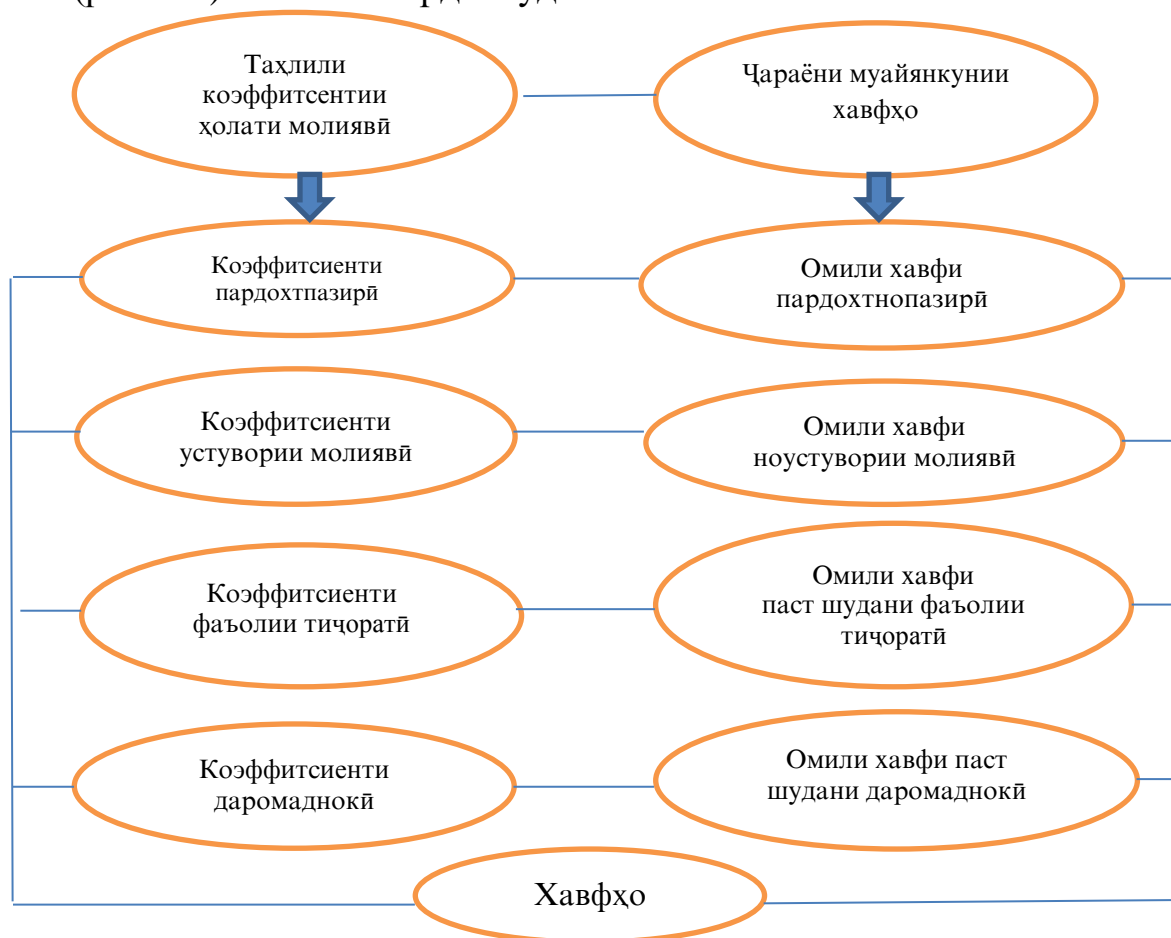 Таҳлили
коэффитсентии
ҳолати молиявӣ
Ҷараёни муайянкунии
хавфҳо
Коэффитсиенти
пардохтпазирӣ
Омили хавфи
пардохтнопазирӣ
Коэффитсиенти
устувории молиявӣ
Омили хавфи
ноустувории молиявӣ
Коэффитсиенти
фаъолии тиҷоратӣ
Омили хавфи
паст шудани фаъолии
тиҷоратӣ
Коэффитсиенти
даромаднокӣ
Омили хавфи паст
шудани даромаднокӣ
Хавфҳо